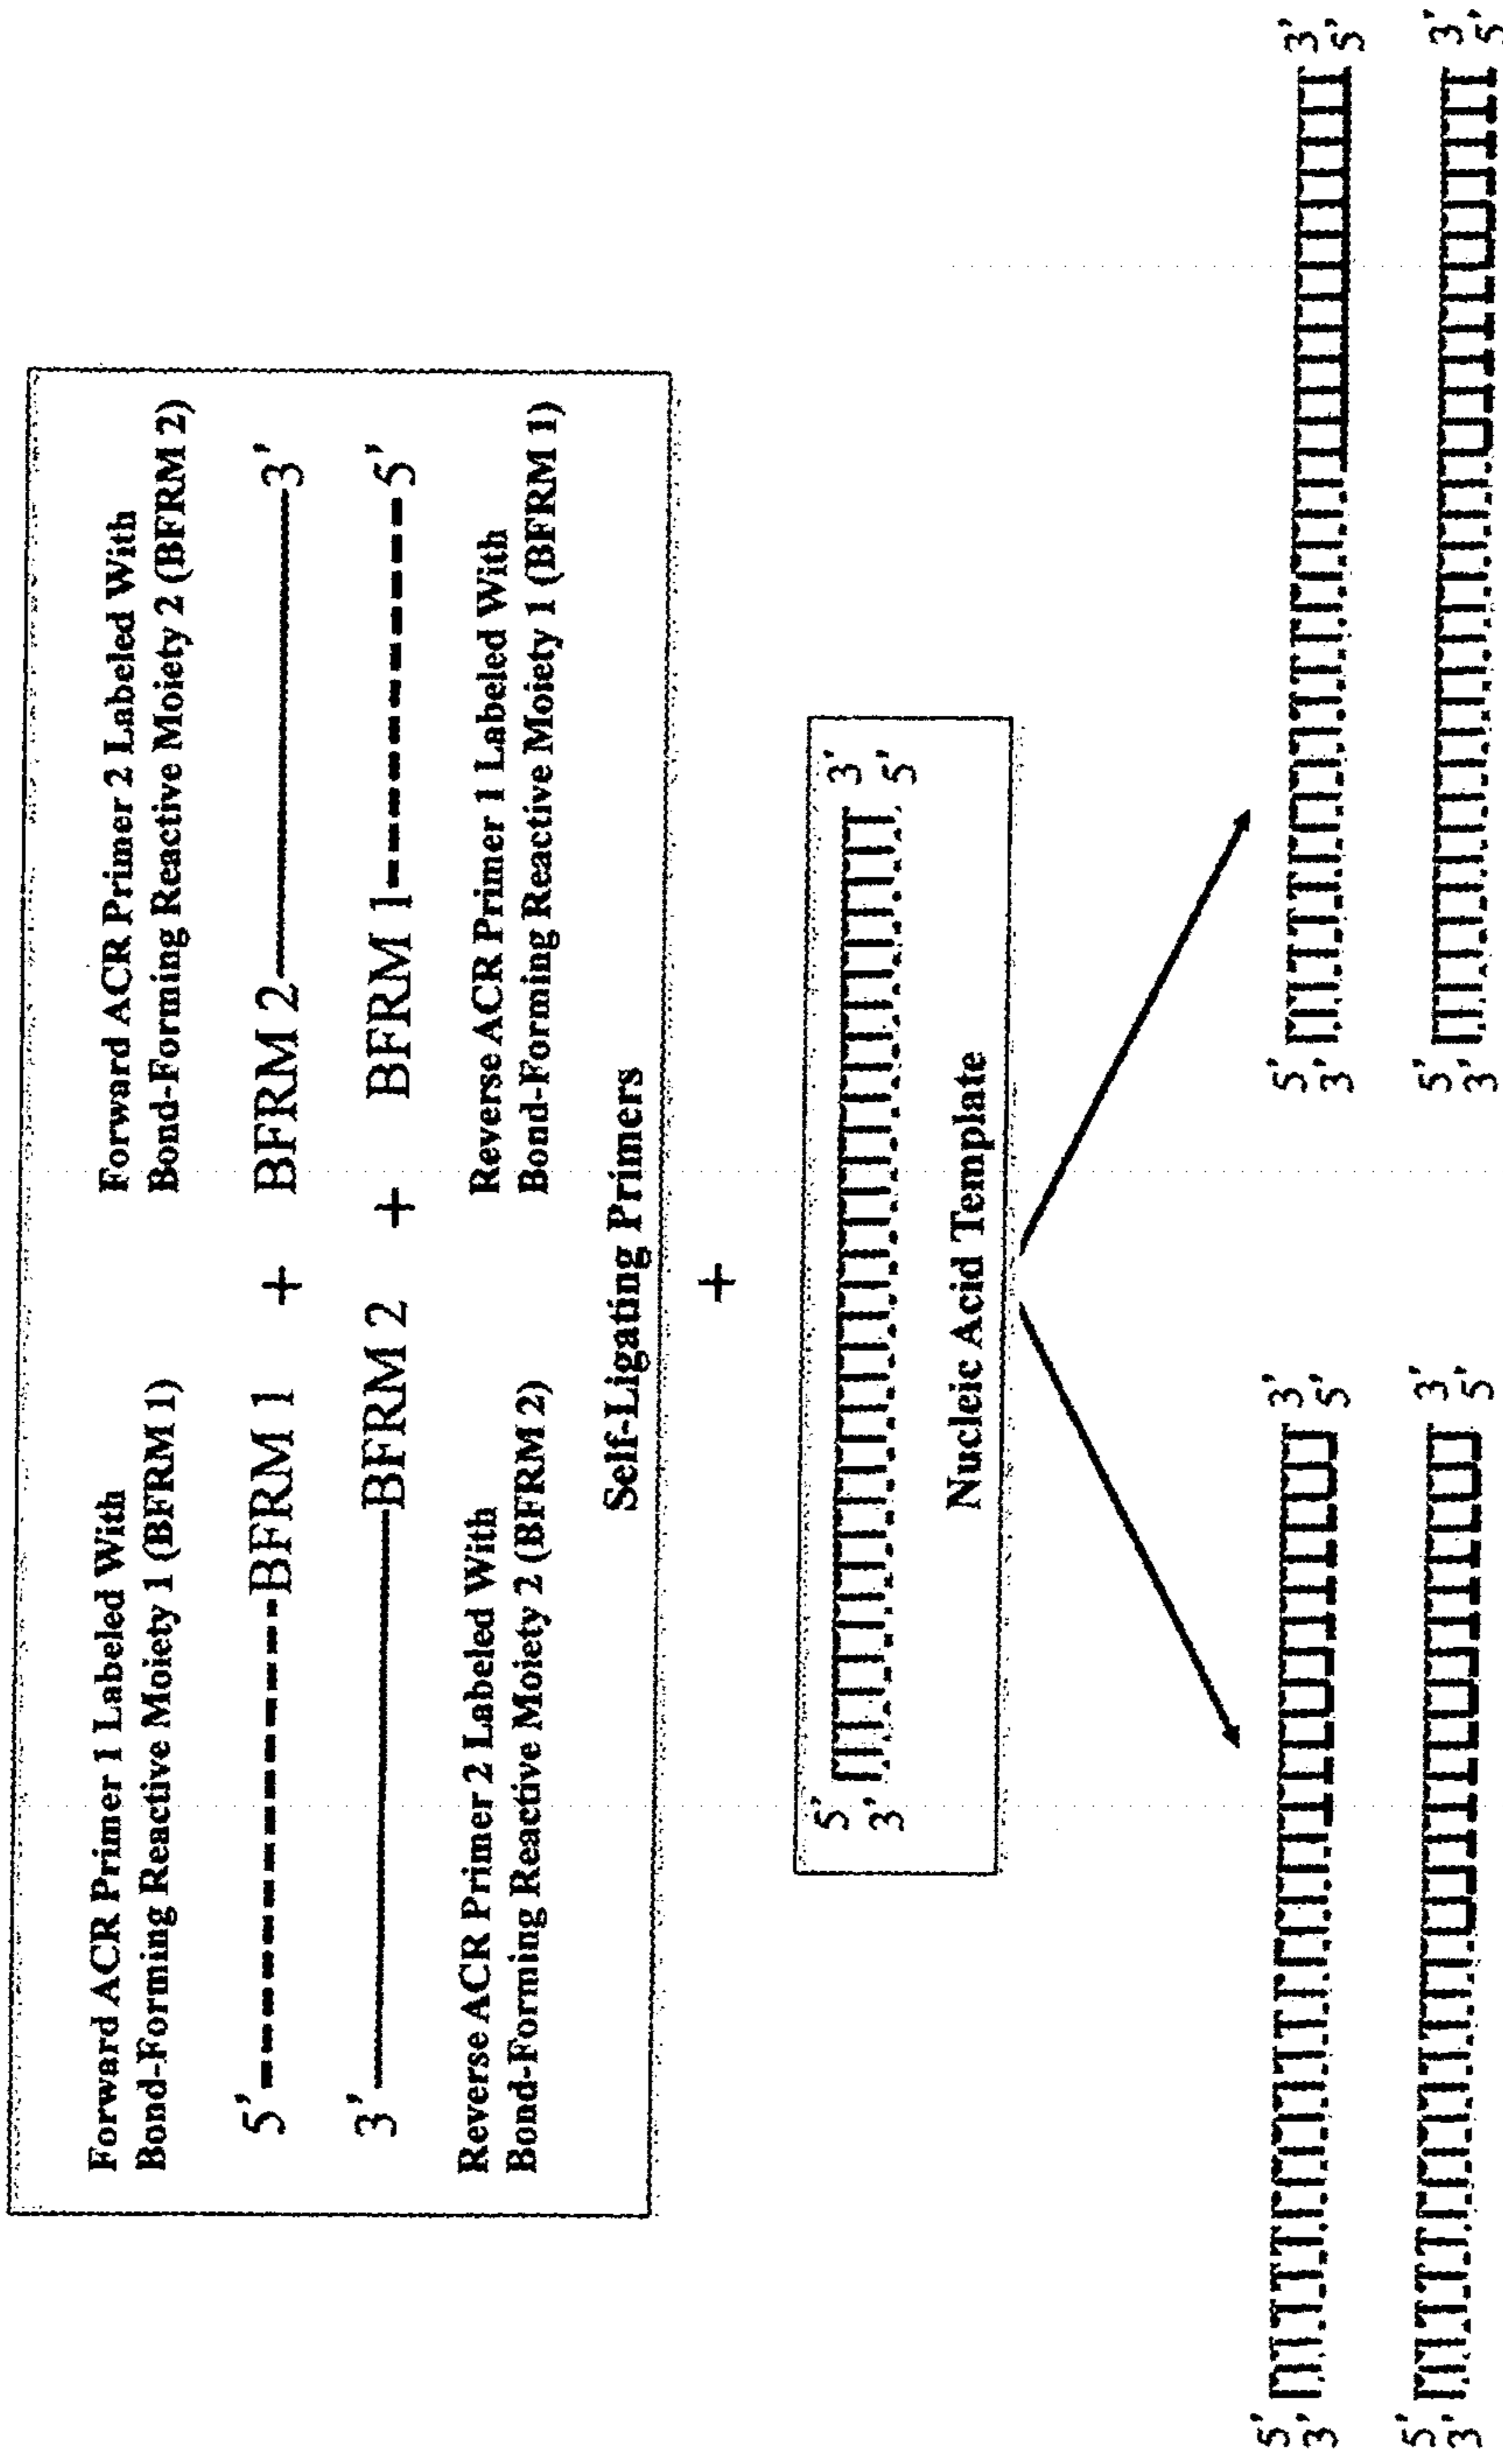 Forward ACR Primer 1 Labeled With
Bond-Forming Reactive Moiety 1 (BFRM 1)
Forward ACR Primer 2 Labeled With
Bond-Forming Reactive Moiety 2 (BFRM 2)
5' BFRM 1 + BFRM 2 3'
3' BFRM 2 + BFRM 1 5'
Reverse ACR Primer 2 Labeled With
Bond-Forming Reactive Moiety 2 (BFRM 2)
Reverse ACR Primer 1 Labeled With
Bond-Forming Reactive Moiety 1 (BFRM 1)
Self-Ligating Primers
+
5' 3'
3' 5'
Nucleic Acid Template
5' 3'
3' 5'
5' 3'
3' 5'
5' 3'
3' 5'
5' 3'
3' 5'